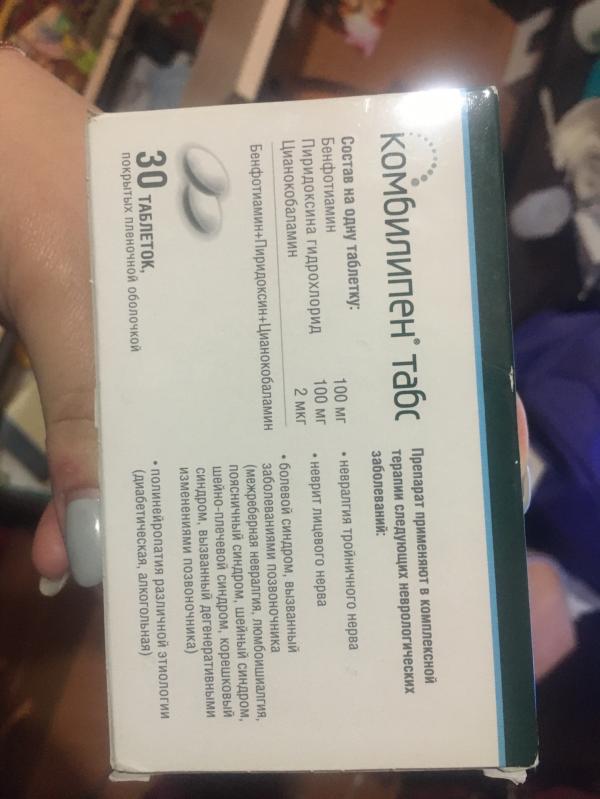 комбилипен® табс
Состав на одну таблетку:
Бенфотиамин 100 мг
Пиридоксина гидрохлорид 100 мг
Цианокобаламин 2 мкг
Бенфотиамин+Пиридоксин+Цианокобаламин
30 ТАБЛЕТОК,
покрытых пленочной оболочкой
Препарат применяют в комплексной
терапии следующих неврологических
заболеваний:
• невралгия тройничного нерва
• неврит лицевого нерва
• болевой синдром, вызванный
заболеваниями позвоночника
(межреберная невралгия, люмбоишиалгия,
поясничный синдром, шейный синдром,
шейно-плечевой синдром, корешковый
синдром, вызванный дегенеративными
изменениями позвоночника)
• полинейропатия различной этиологии
(диабетическая, алкогольная)